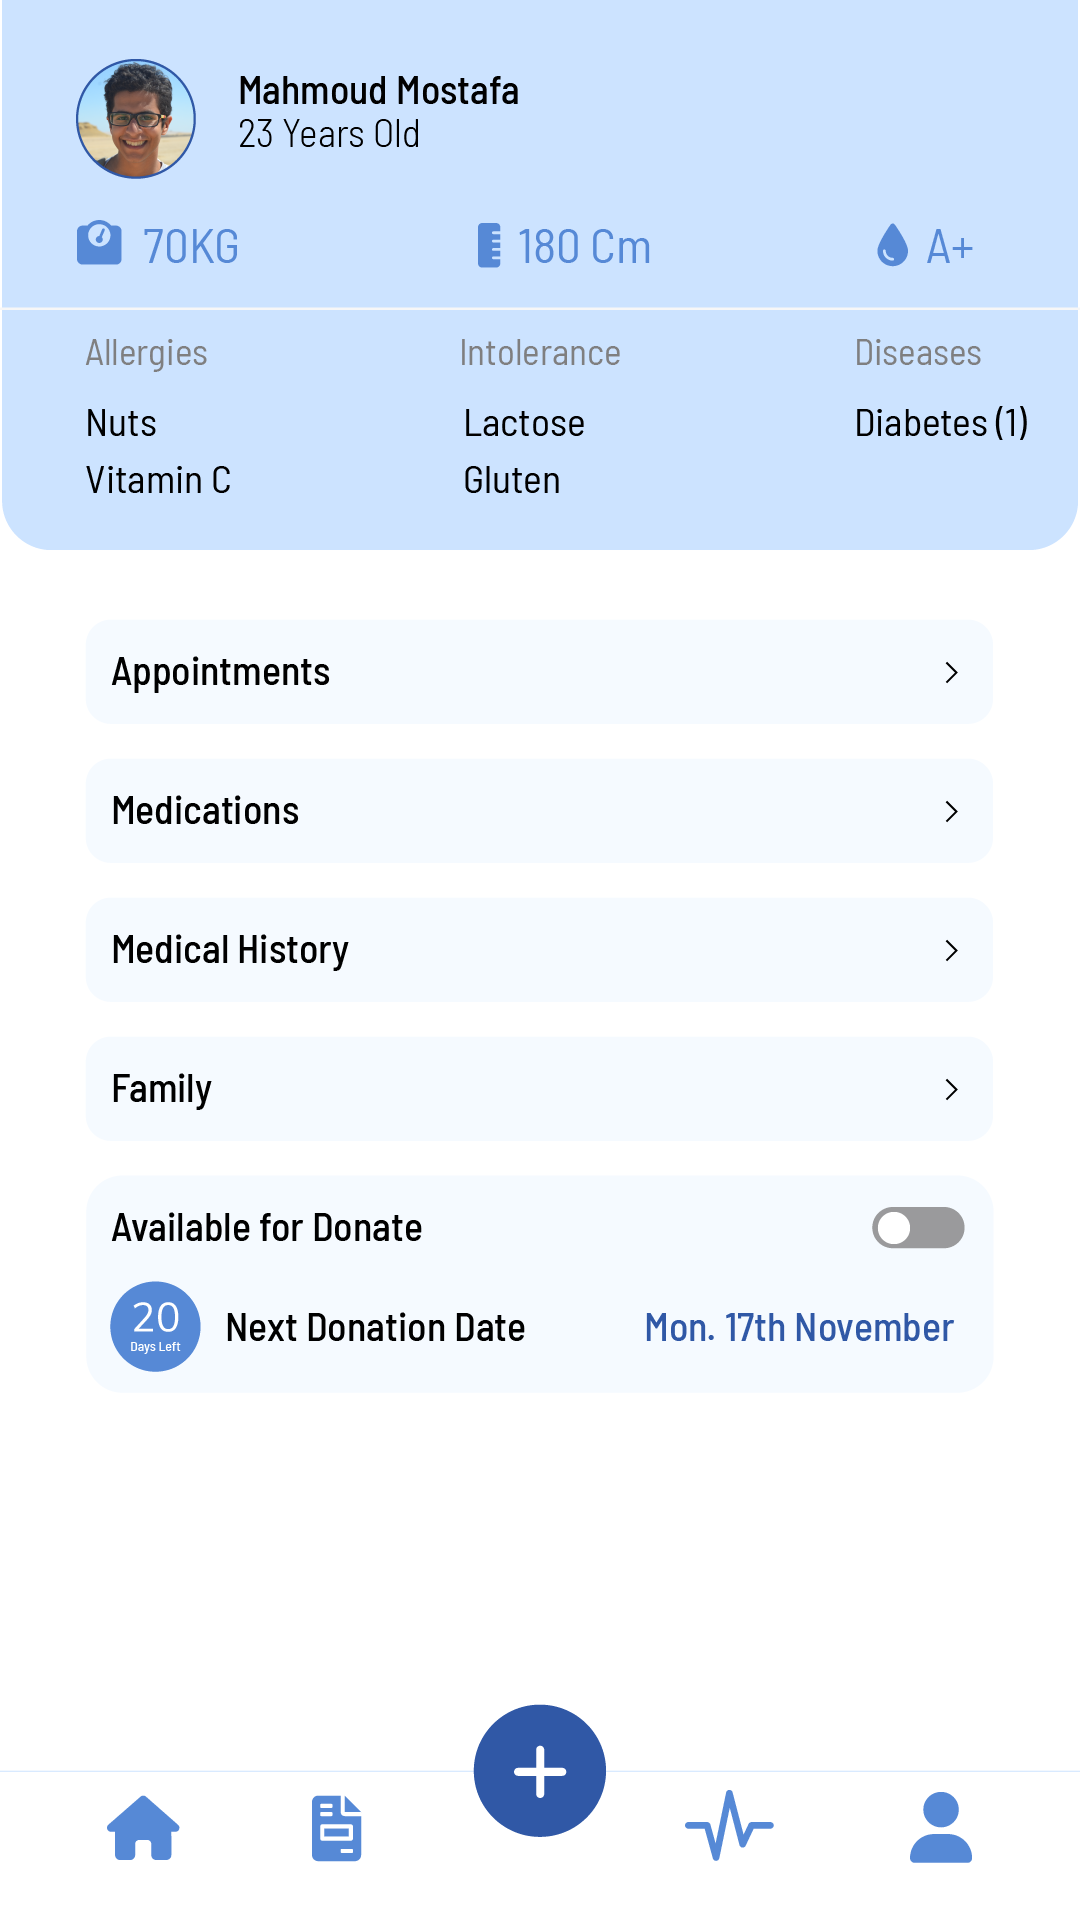 Mahmoud Mostafa
23 Years Old
70KG 180 Cm A+
Allergies Intolerance Diseases
Nuts Lactose Diabetes (1)
Vitamin C Gluten
Appointments
Medications
Medical History
Family
Available for Donate
20
Days Left
Next Donation Date Mon. 17th November